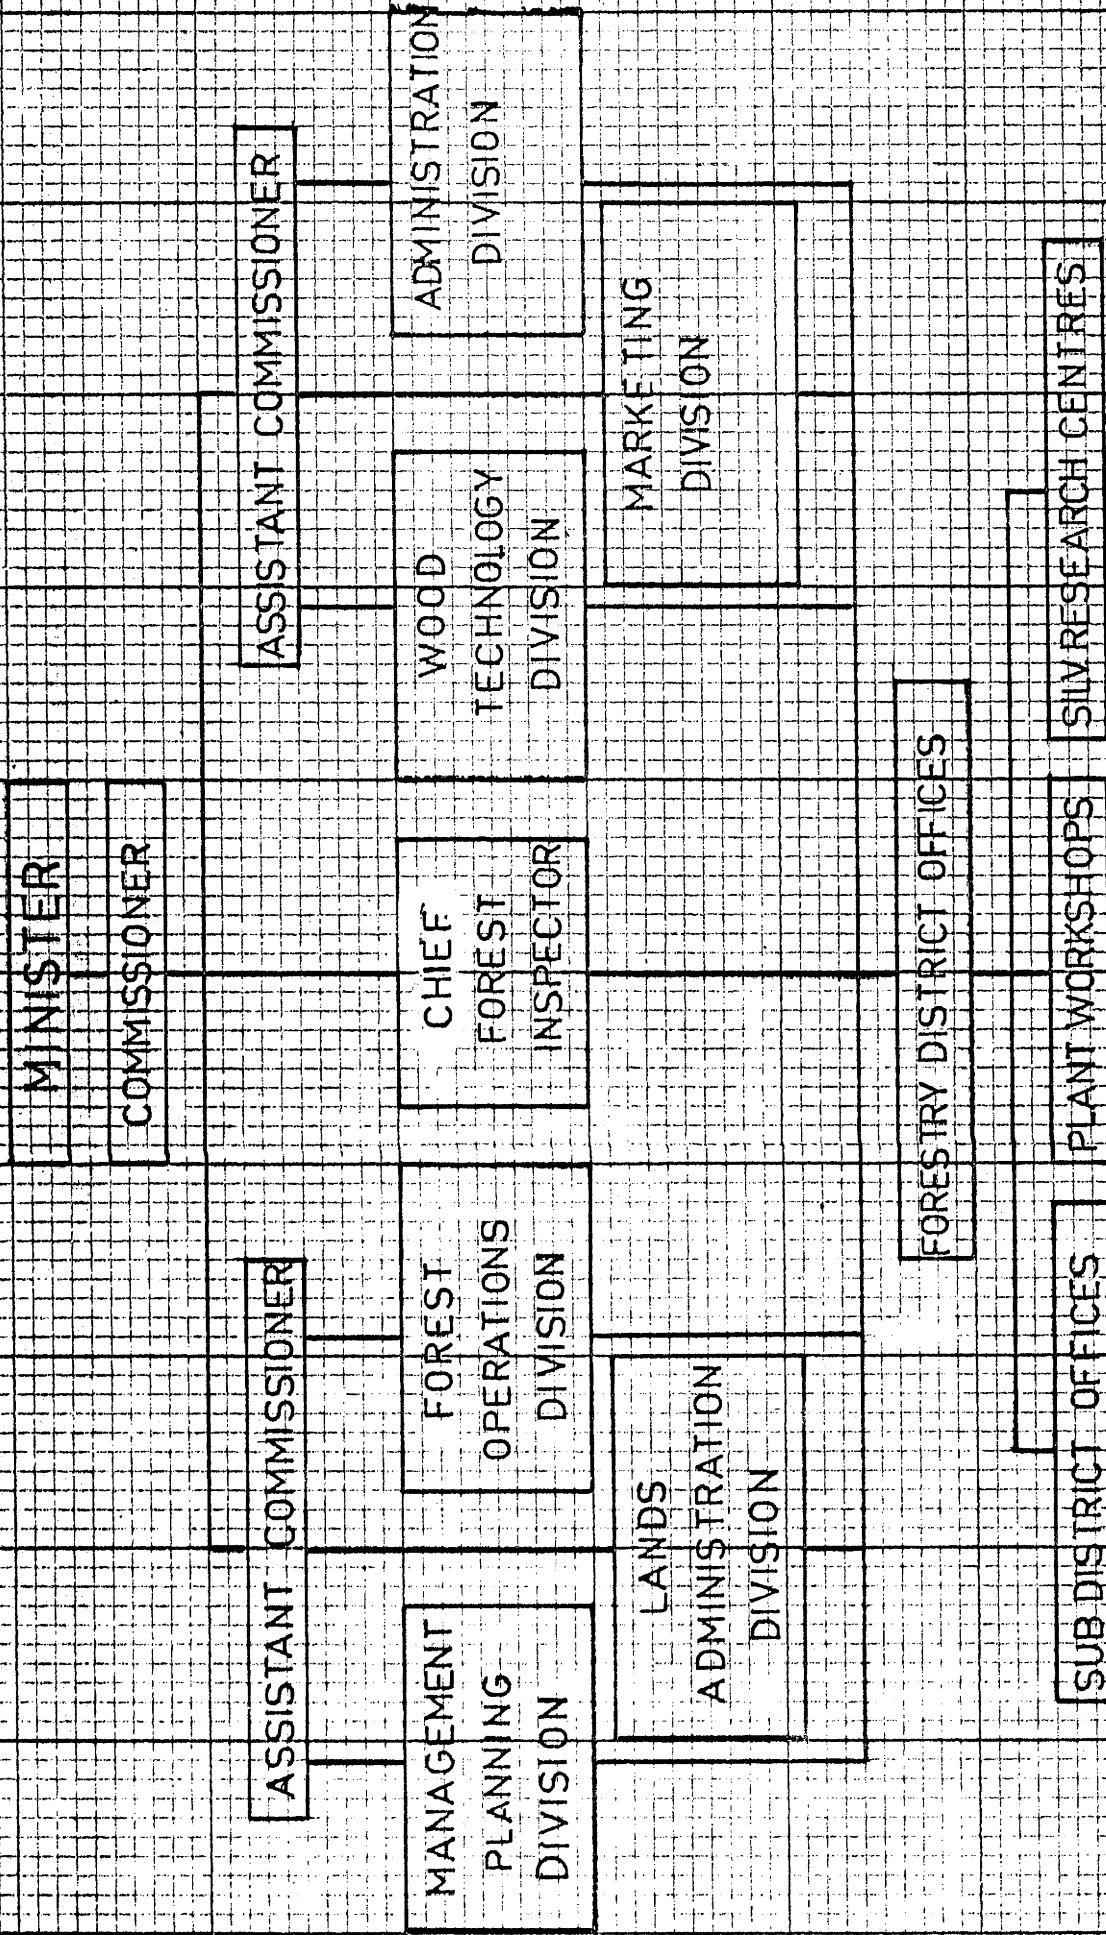 MINISTER
COMMISSIONER
ASSISTANT COMMISSIONER
ASSISTANT COMMISSIONER
MANAGEMENT
PLANNING
DIVISION
FOREST
OPERATIONS
DIVISION
CHIEF
FOREST
INSPECTOR
WOOD
TECHNOLOGY
DIVISION
ADMINISTRATION
DIVISION
LANDS
ADMINISTRATION
DIVISION
MARKETING
DIVISION
FORESTRY DISTRICT OFFICES
SUB DISTRICT OFFICES
PLANT WORKSHOPS
SILV RESEARCH CENTRES